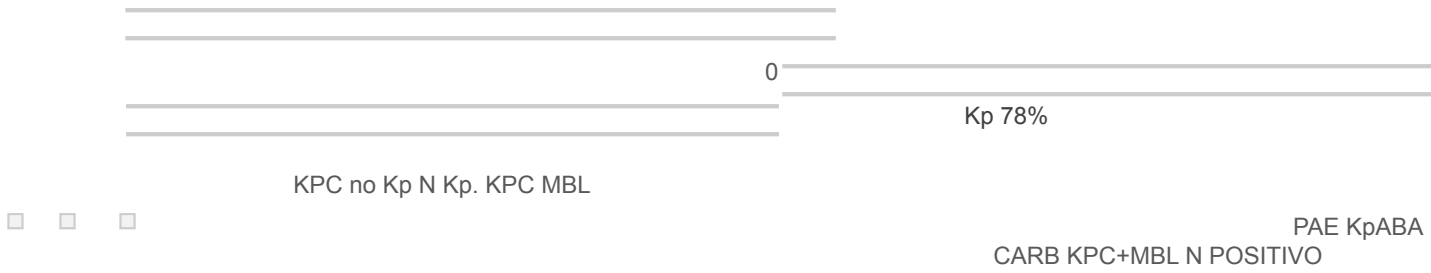 0
Kp 78%
KPC no Kp N Kp. KPC MBL
PAE KpABA
CARB KPC+MBL N POSITIVO